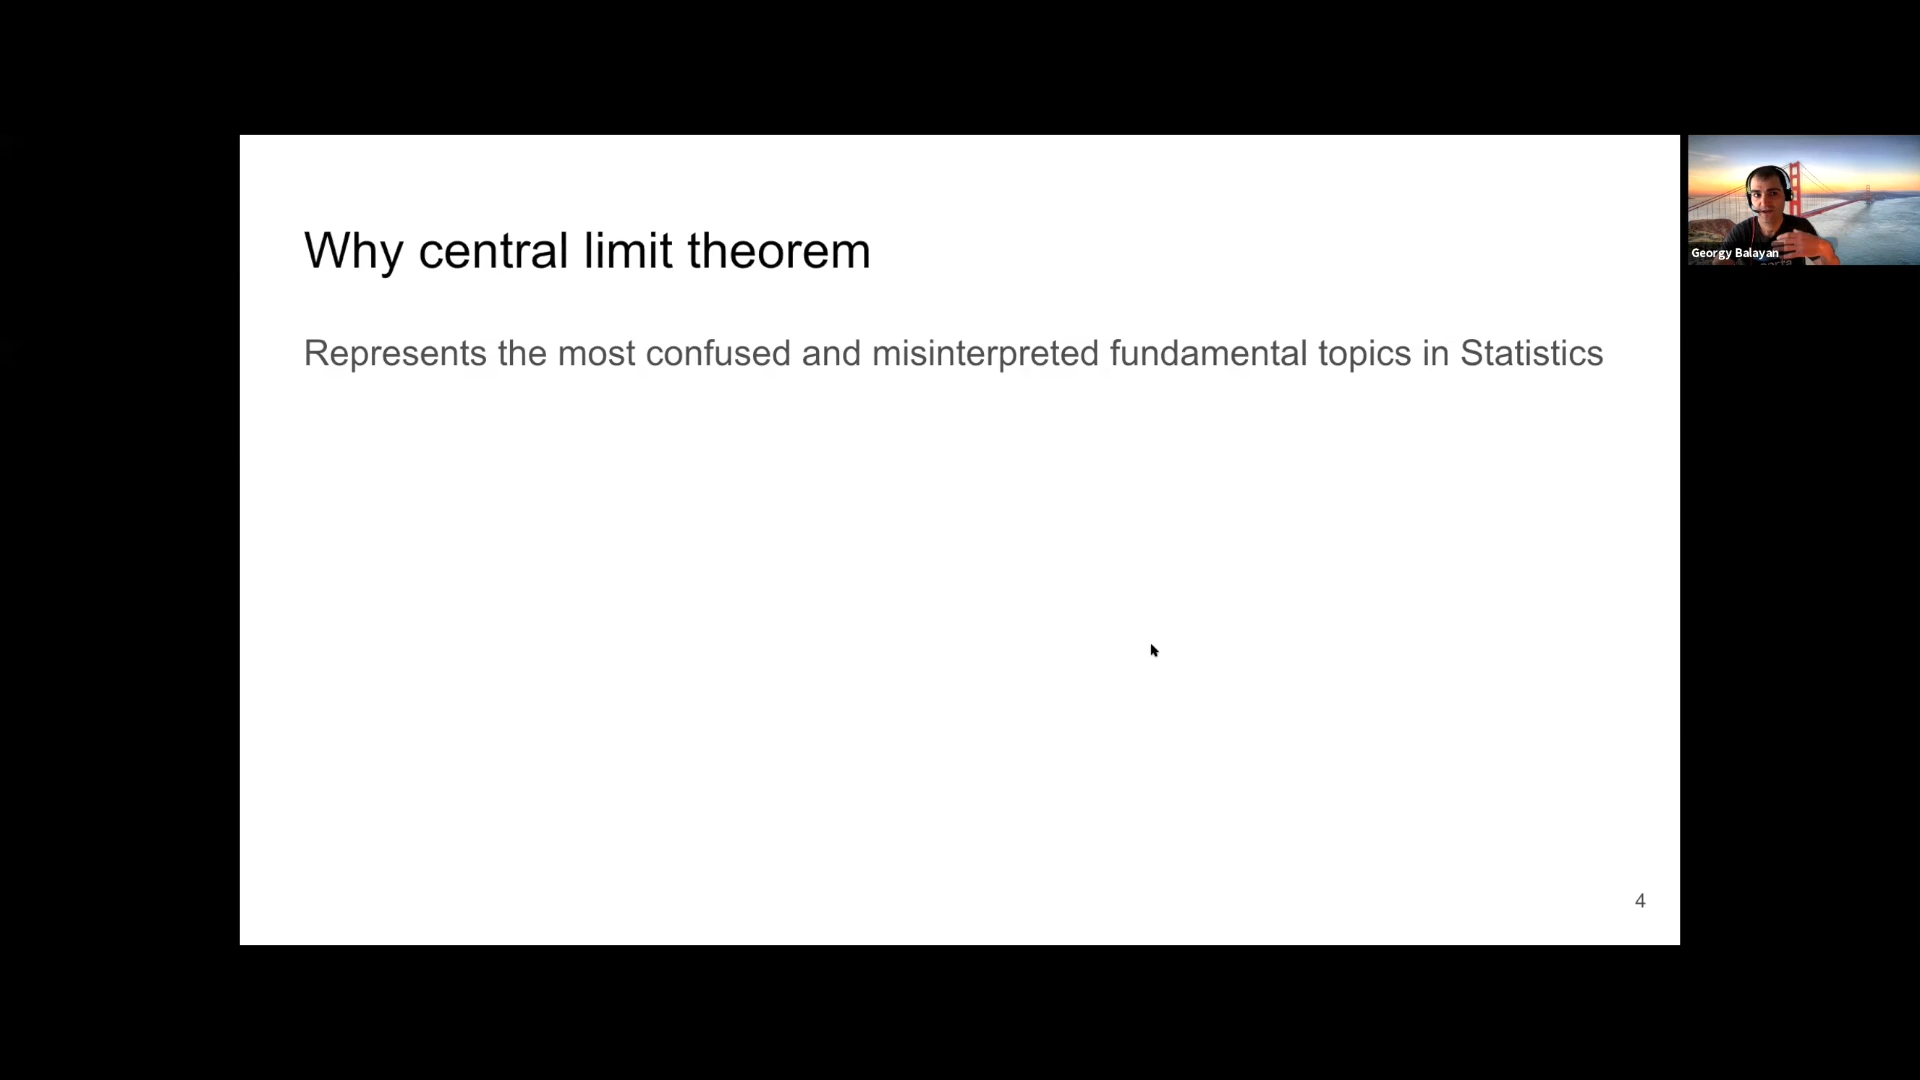 Why central limit theorem
Represents the most confused and misinterpreted fundamental topics in Statistics
4
Georgy Balayan